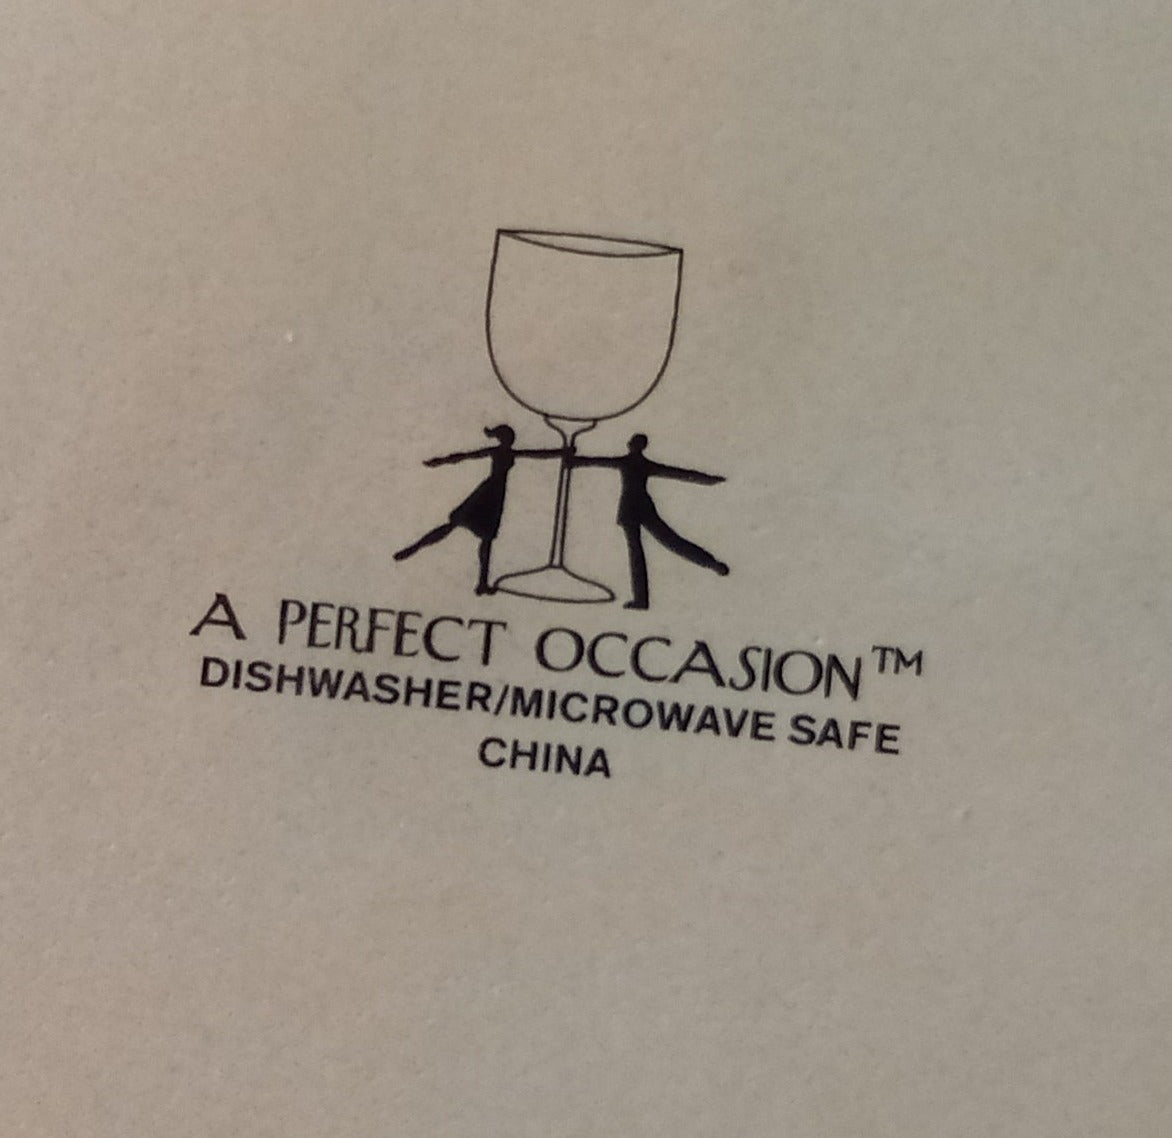 A PERFECT OCCASION™
DISHWASHER/MICROWAVE SAFE
CHINA